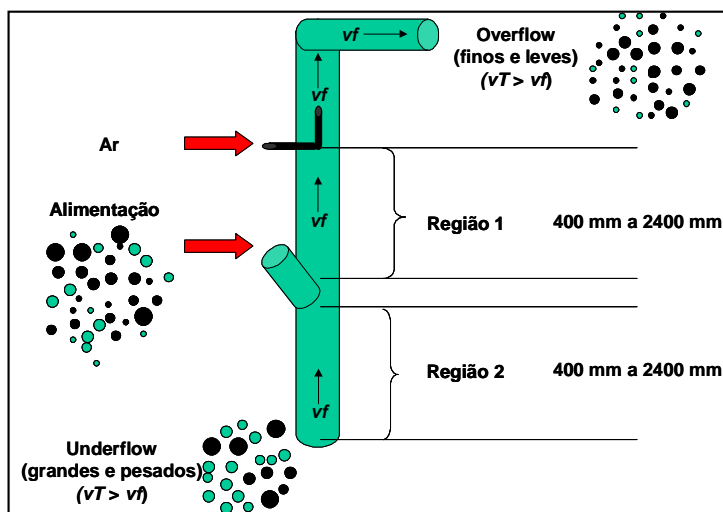 vf
Overflow
(finos e leves)
(vT > vf)
vf
Ar
Alimentação
vf
Região 1
400 mm a 2400 mm
Região 2
400 mm a 2400 mm
vf
Underflow
(grandes e pesados)
(vT > vf)